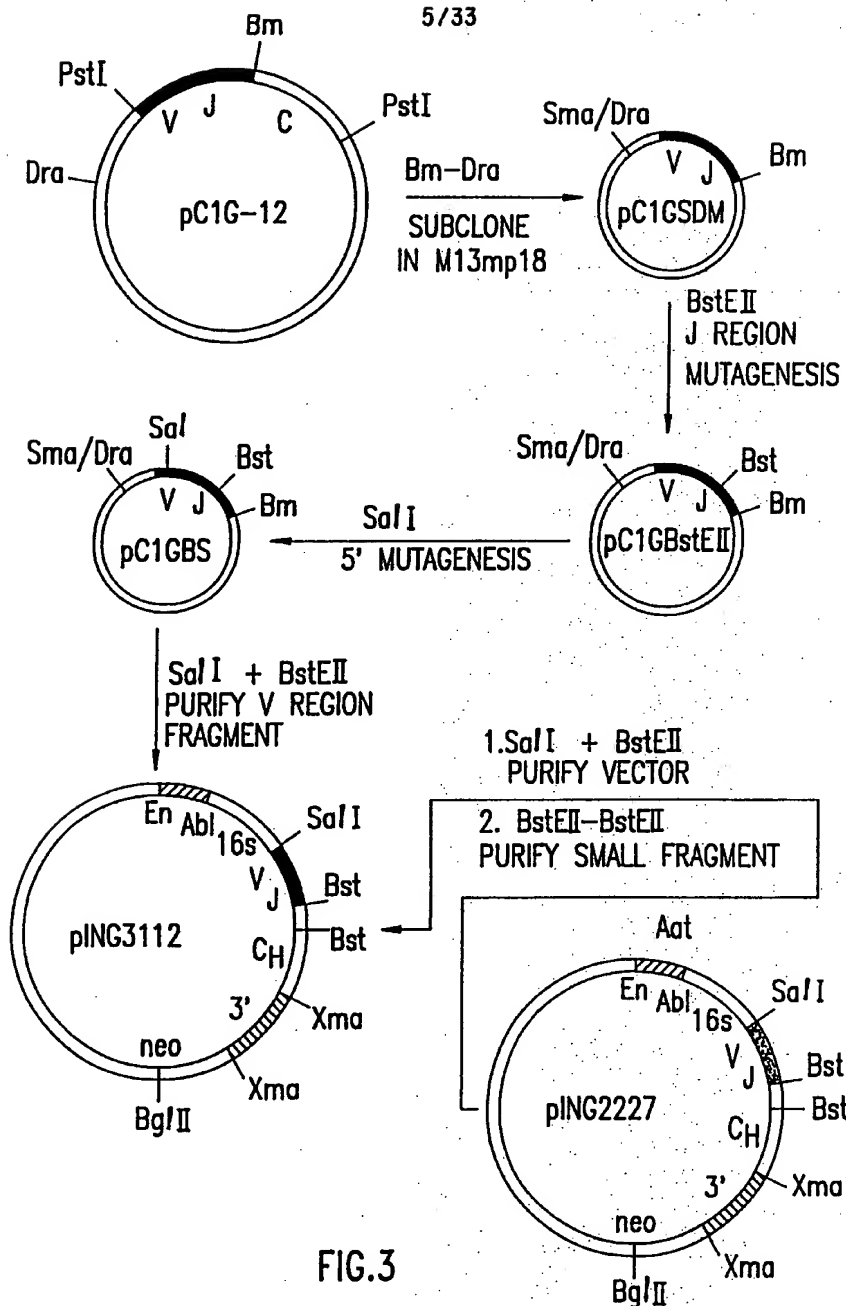 5/33
Bm
PstI
V
J
C
PstI
Dra
pC1G-12
Bm-Dra
SUBCLONE
IN M13mp18
Sma/Dra
V
J
Bm
pC1GSDM
BstEII
J REGION
MUTAGENESIS
Sal
Sma/Dra
Bst
V
J
Bm
pC1GBS
SalI
5' MUTAGENESIS
Sma/Dra
Bst
V
J
Bm
pC1GBstEII
SalI + BstEII
PURIFY V REGION
FRAGMENT
1.SalI + BstEII
PURIFY VECTOR
2. BstEII-BstEII
PURIFY SMALL FRAGMENT
En
Abl
16s
SalI
V
J
Bst
Bst
pING3112
CH
3'
Xma
neo
Xma
BglII
Aat
En
Abl
16s
SalI
V
J
Bst
Bst
pING2227
CH
3'
Xma
neo
Xma
BglII
FIG.3